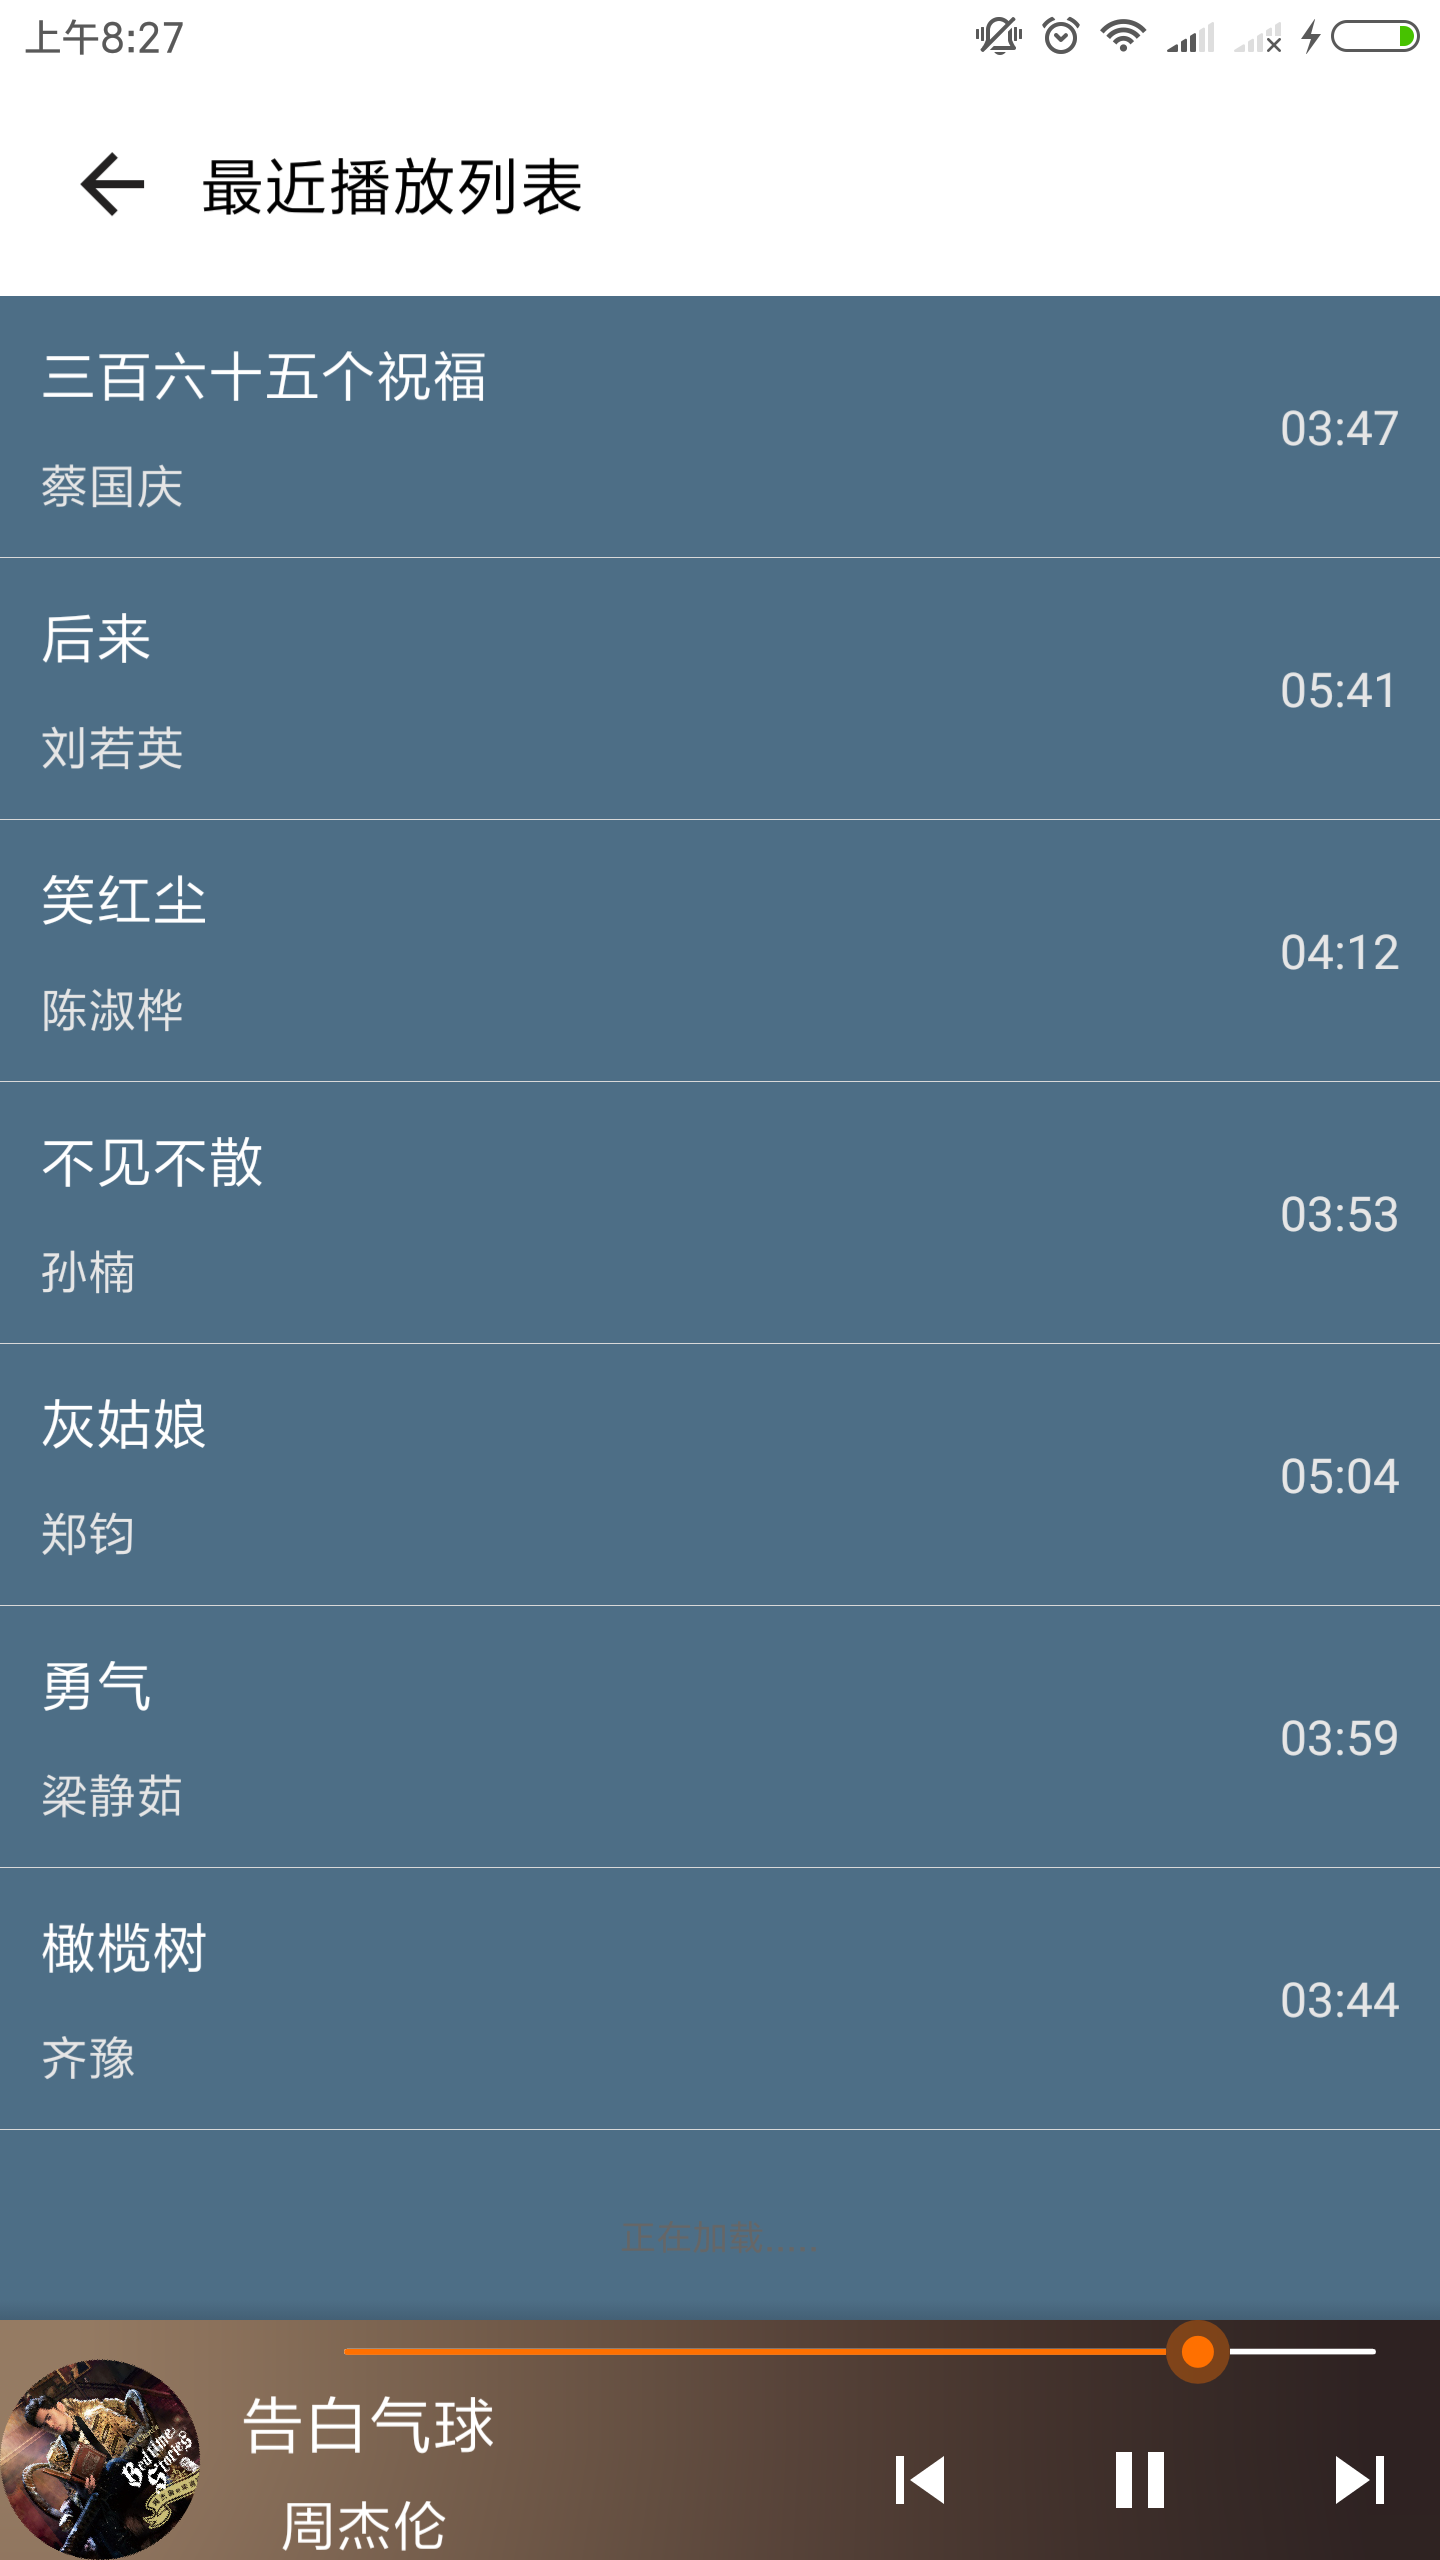 上午8:27
最近播放列表
三百六十五个祝福
03:47
蔡国庆
后来
05:41
刘若英
笑红尘
04:12
陈淑桦
不见不散
03:53
孙楠
灰姑娘
05:04
郑钧
勇气
03:59
梁静茹
橄榄树
03:44
齐豫
正在加载.....
Bedtime
Stories
告白气球
周杰伦